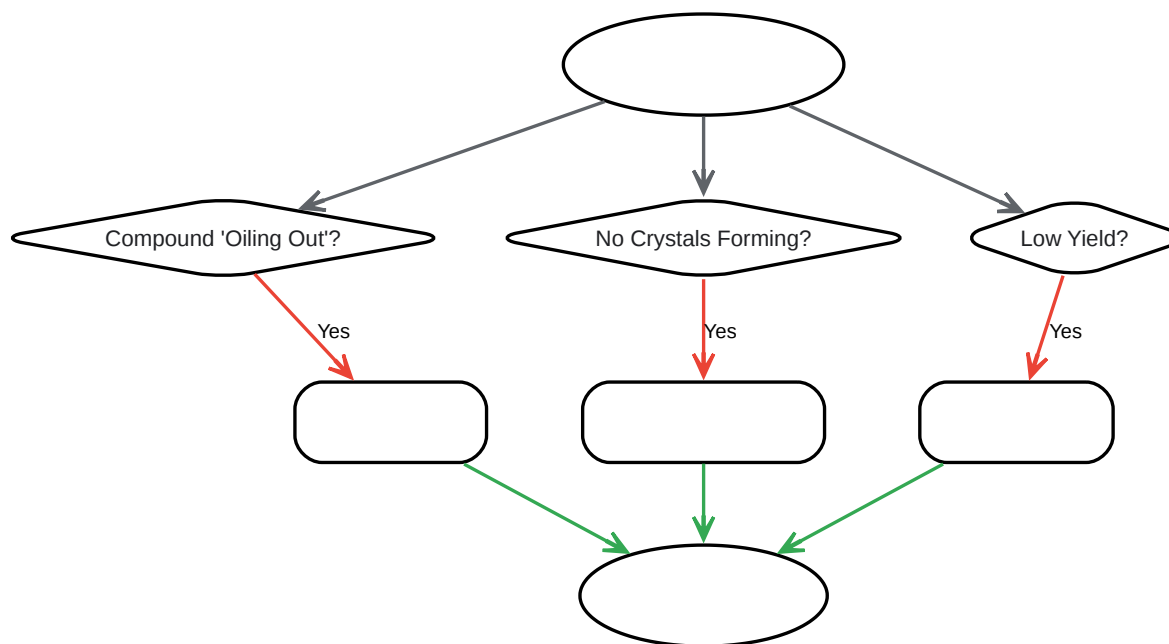 Compound 'Oiling Out'?
No Crystals Forming?
Low Yield?
Yes
Yes
Yes